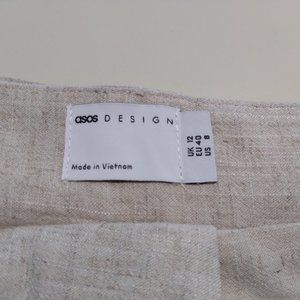 asos DESIGN
Made in Vietnam
UK 12
EU 40
US 8